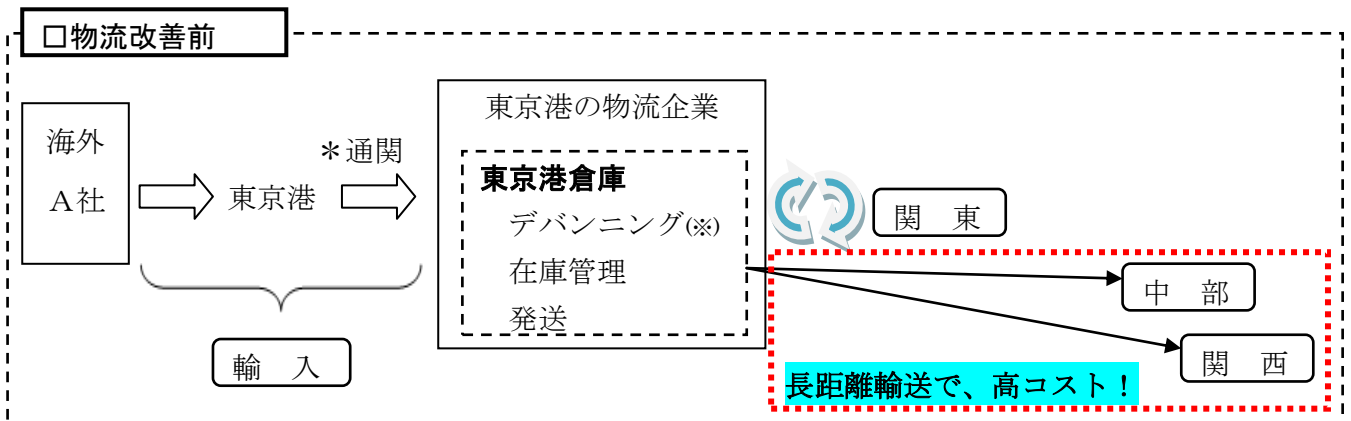 □物流改善前
海外
A社
東京港
＊通関
輸 入
東京港の物流企業
東京港倉庫
デバンニング(※)
在庫管理
発送
関 東
中 部
関 西
長距離輸送で、高コスト！